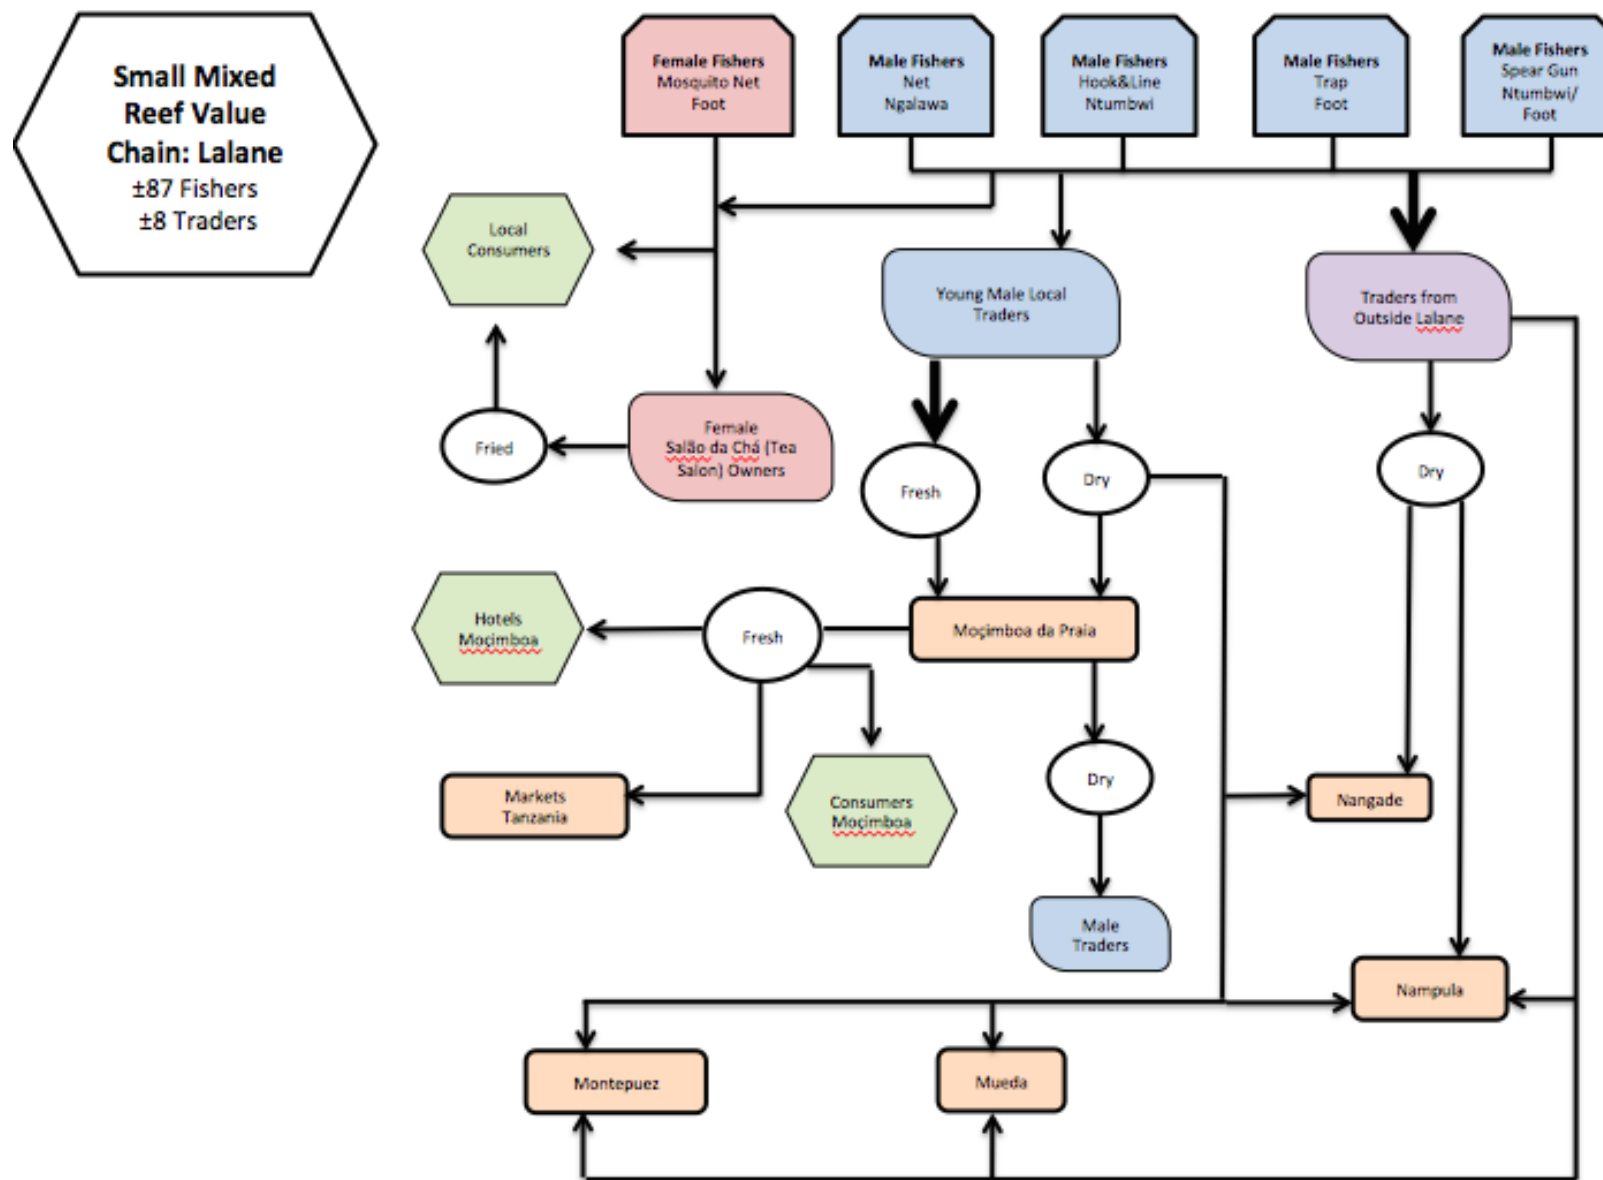 Small Mixed
Reef Value
Chain: Lalane
±87 Fishers
±8 Traders
Female Fishers
Mosquito Net
Foot
Male Fishers
Net
Ngalawa
Male Fishers
Hook&Line
Ntumbwi
Male Fishers
Trap
Foot
Male Fishers
Spear Gun
Ntumbwi/
Foot
Local
Consumers
Young Male Local
Traders
Traders from
Outside Lalane
Fried
Female
Salão da Chá (Tea
Salon) Owners
Fresh
Dry
Dry
Hotels
Moçimboa
Fresh
Moçimboa da Praia
Markets
Tanzania
Consumers
Moçimboa
Dry
Nangade
Male
Traders
Nampula
Montepuez
Mueda